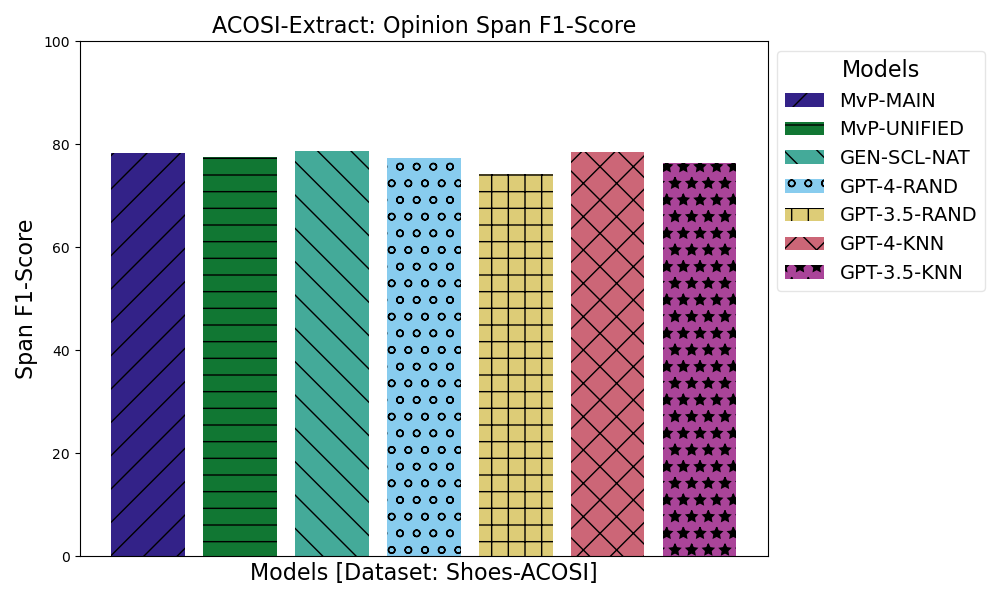 ACOSI-Extract: Opinion Span F1-Score
100
80
60
40
20
0
Span F1-Score
Models [Dataset: Shoes-ACOSI]
Models
MvP-MAIN
MvP-UNIFIED
GEN-SCL-NAT
GPT-4-RAND
GPT-3.5-RAND
GPT-4-KNN
GPT-3.5-KNN